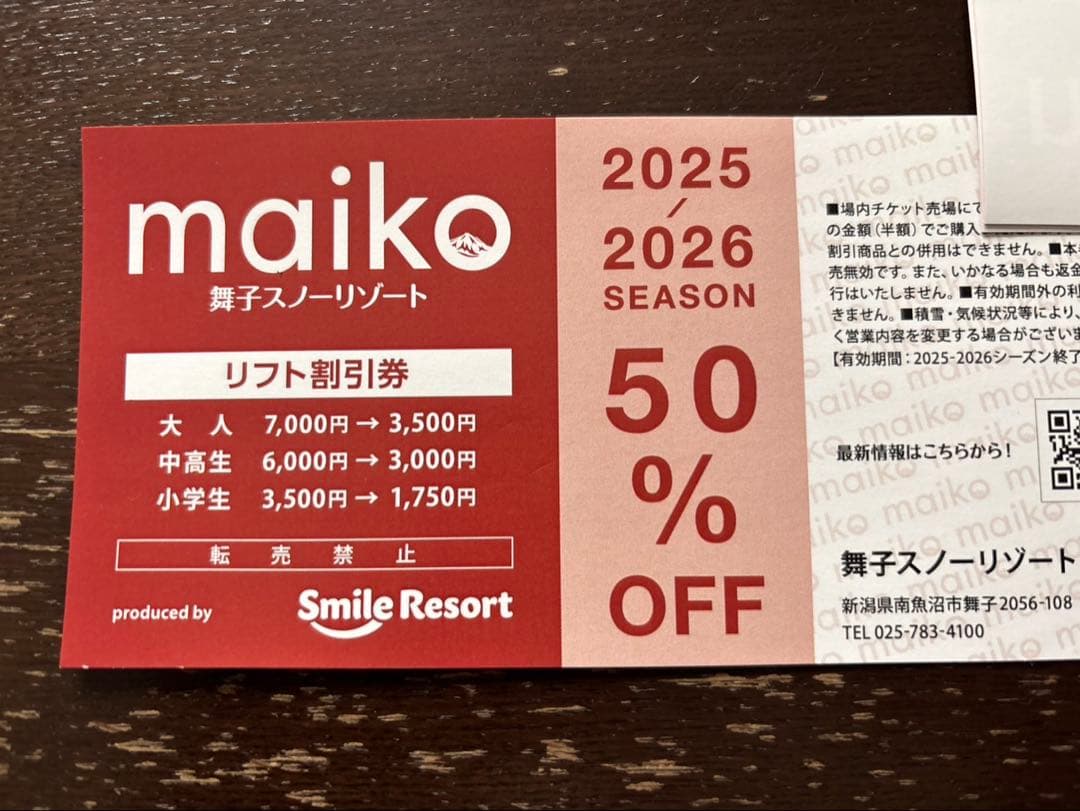 maiko
舞子スノーリゾート
リフト割引券
大人 7,000円→3,500円
中高生 6,000円→3,000円
小学生 3,500円→1,750円
転売禁止
produced by Smile Resort
2025
/
2026
SEASON
50
%
OFF
■場内チケット売場にて
の金額(半額)でご購入
割引商品との併用はできません。■本
売無効です。また、いかなる場合も返金
行はいたしません。■有効期間外の利
きません。■積雪・気候状況等により、
く営業内容を変更する場合がござい
【有効期間:2025-2026シーズン終了
最新情報はこちらから!
舞子スノーリゾート
新潟県南魚沼市舞子2056-108
TEL 025-783-4100